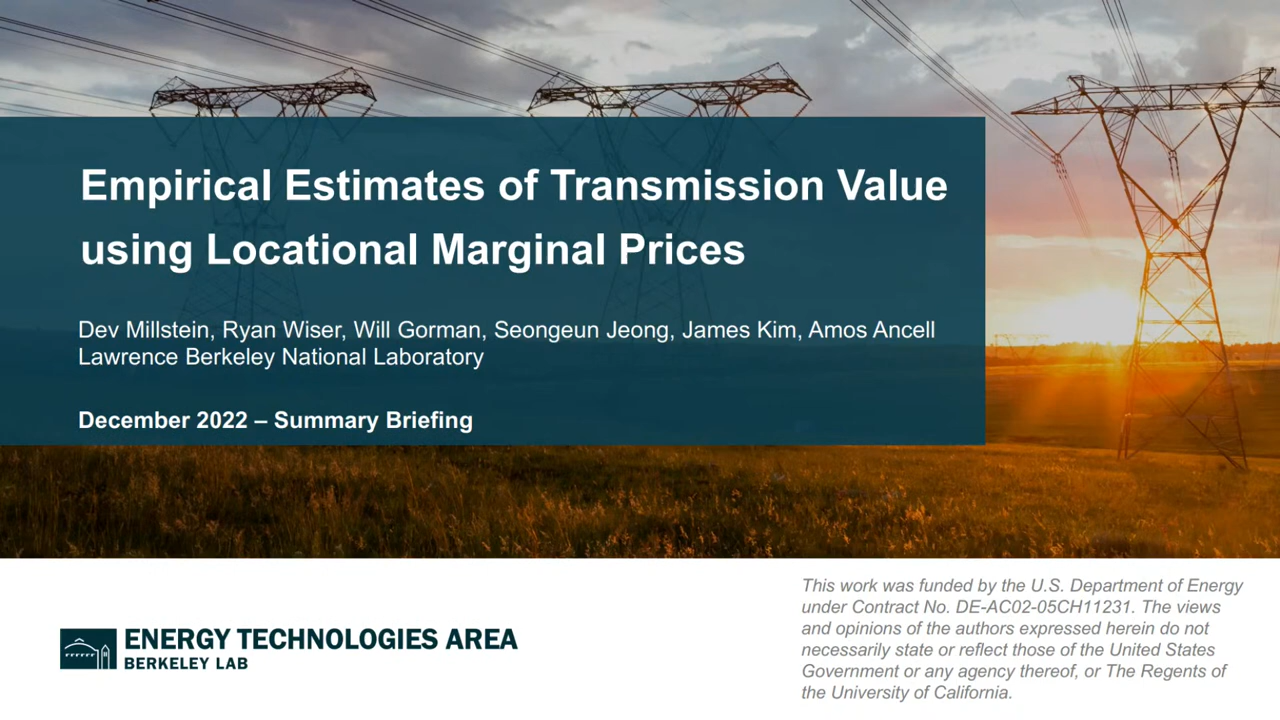 Empirical Estimates of Transmission Value
using Locational Marginal Prices
Dev Millstein, Ryan Wiser, Will Gorman, Seongeun Jeong, James Kim, Amos Ancell
Lawrence Berkeley National Laboratory
December 2022 – Summary Briefing
ENERGY TECHNOLOGIES AREA
BERKELEY LAB
This work was funded by the U.S. Department of Energy
under Contract No. DE-AC02-05CH11231. The views
and opinions of the authors expressed herein do not
necessarily state or reflect those of the United States
Government or any agency thereof, or The Regents of
the University of California.